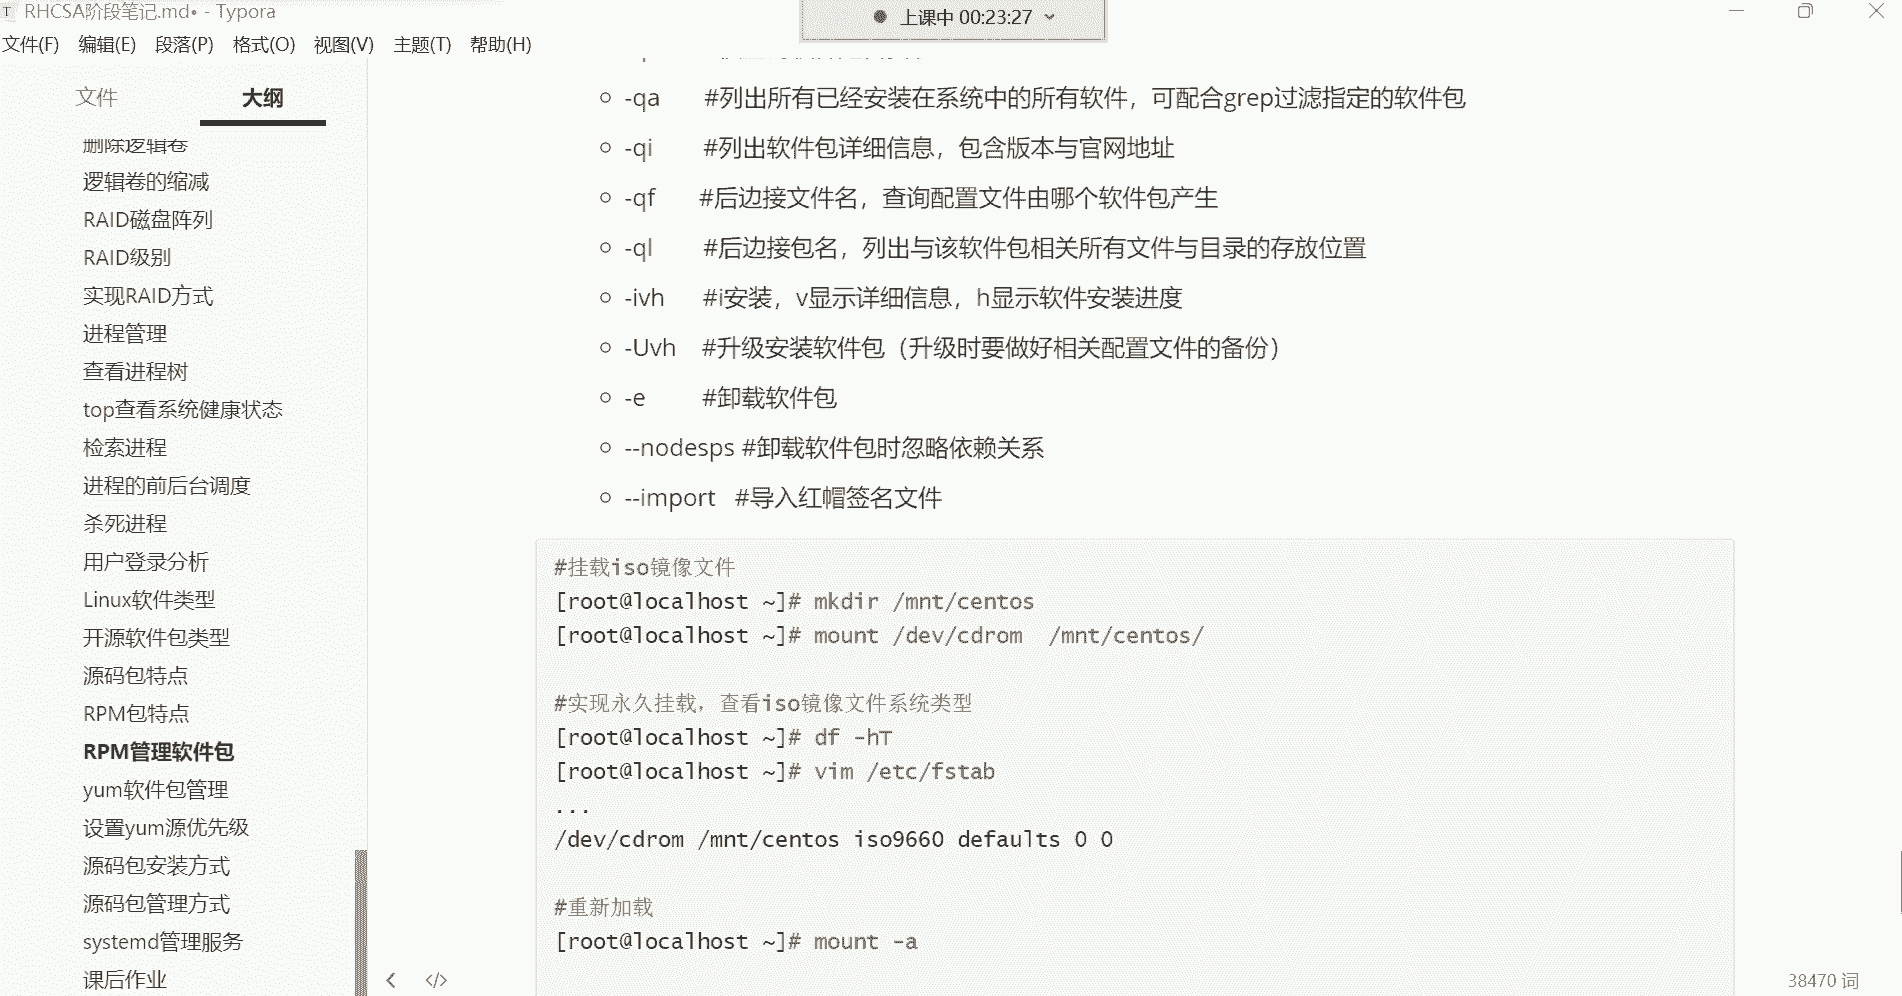 RHCSA阶段笔记.md• - Typora
上课中 00:23:27
文件(F) 编辑(E) 段落(P) 格式(O) 视图(V) 主题(T) 帮助(H)
文件 大纲
删除逻辑卷
逻辑卷的缩减
RAID磁盘阵列
RAID级别
实现RAID方式
进程管理
查看进程树
top查看系统健康状态
检索进程
进程的前后台调度
杀死进程
用户登录分析
Linux软件类型
开源软件包类型
源码包特点
RPM包特点
RPM管理软件包
yum软件包管理
设置yum源优先级
源码包安装方式
源码包管理方式
systemd管理服务
课后作业
-qa #列出所有已经安装在系统中的所有软件，可配合grep过滤指定的软件包
-qi #列出软件包详细信息，包含版本与官网地址
-qf #后边接文件名，查询配置文件由哪个软件包产生
-ql #后边接包名，列出与该软件包相关所有文件与目录的存放位置
-ivh #i安装，v显示详细信息，h显示软件安装进度
-Uvh #升级安装软件包（升级时要做好相关配置文件的备份）
-e #卸载软件包
--nodesps #卸载软件包时忽略依赖关系
--import #导入红帽签名文件
#挂载iso镜像文件
[root@localhost ~]# mkdir /mnt/centos
[root@localhost ~]# mount /dev/cdrom  /mnt/centos/
#实现永久挂载，查看iso镜像文件系统类型
[root@localhost ~]# df -hT
[root@localhost ~]# vim /etc/fstab
...
/dev/cdrom /mnt/centos iso9660 defaults 0 0
#重新加载
[root@localhost ~]# mount -a
38470 词